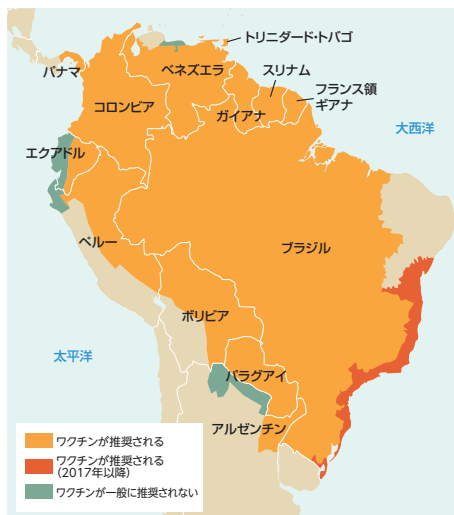 トリニダード・トバゴ
パナマ
ベネズエラ
スリナム
フランス領
ギアナ
コロンビア
ガイアナ
大西洋
エクアドル
ペルー
ブラジル
ボリビア
太平洋
パラグアイ
アルゼンチン
ワクチンが推奨される
ワクチンが推奨される
(2017年以降)
ワクチンが一般に推奨されない